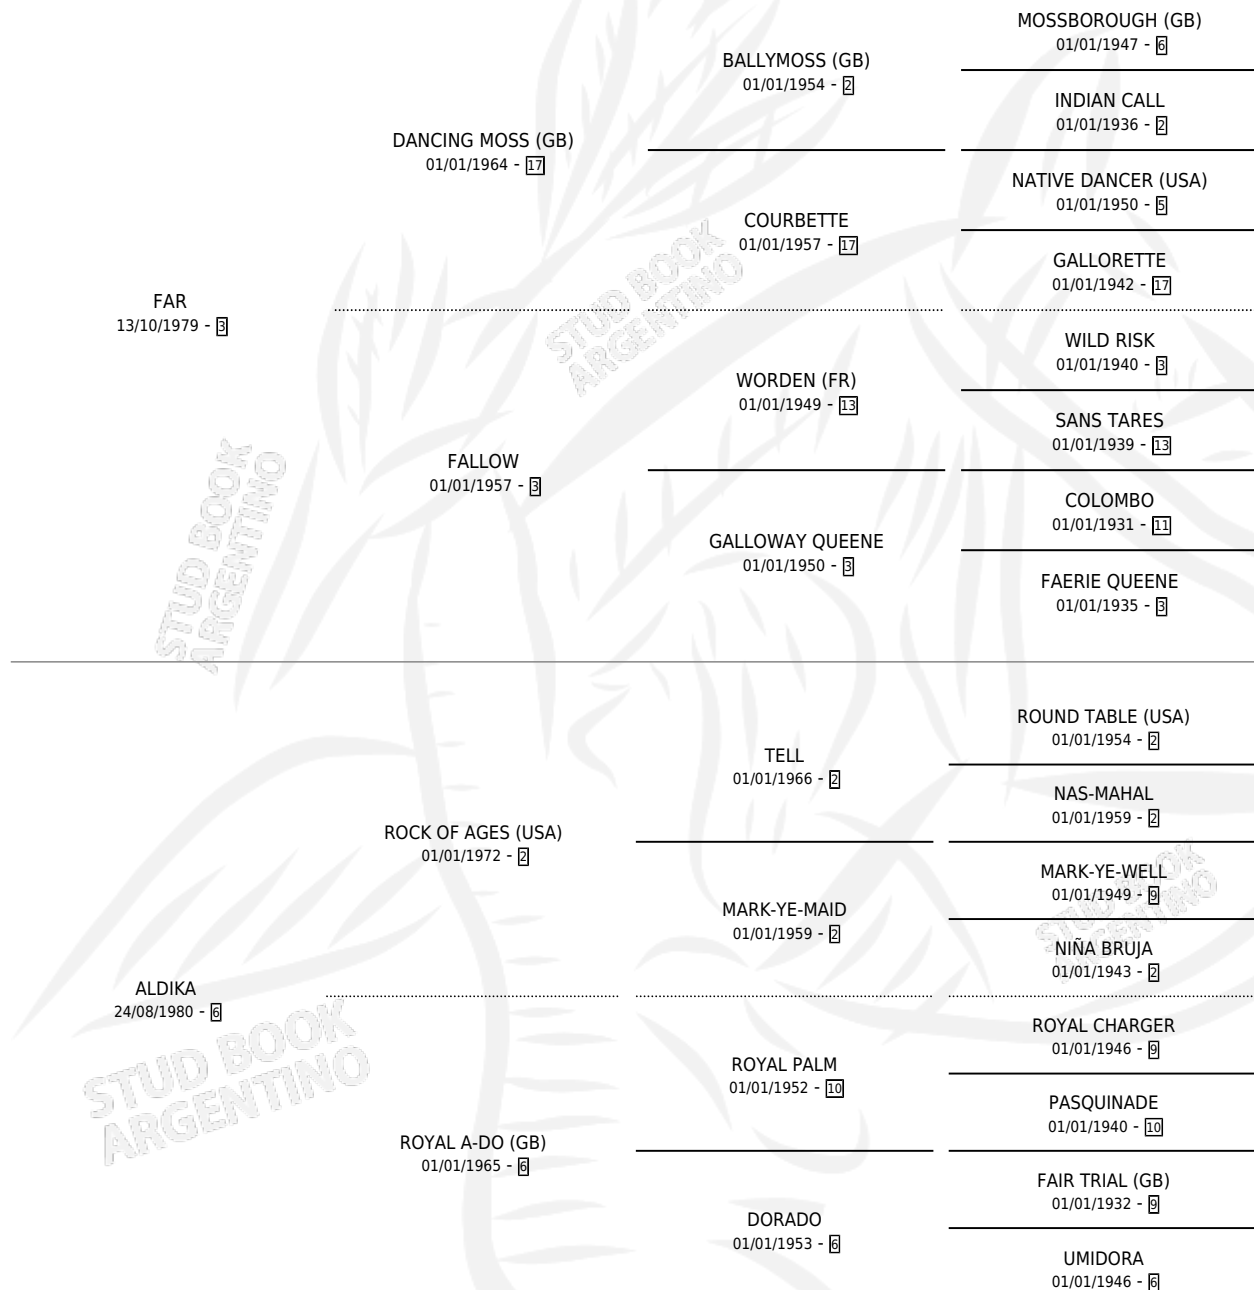 MOSSBOROUGH (GB)
01/01/1947 - 6
BALLYMOSS (GB)
01/01/1954 - 2
INDIAN CALL
01/01/1936 - 2
DANCING MOSS (GB)
01/01/1964 - 17
NATIVE DANCER (USA)
01/01/1950 - 5
COURBETTE
01/01/1957 - 17
GALLORETTE
01/01/1942 - 17
FAR
13/10/1979 - 3
WILD RISK
01/01/1940 - 3
WORDEN (FR)
01/01/1949 - 13
SANS TARES
01/01/1939 - 13
FALLOW
01/01/1957 - 3
COLOMBO
01/01/1931 - 11
GALLOWAY QUEENE
01/01/1950 - 3
FAERIE QUEENE
01/01/1935 - 3
STUD BOOK
ARGENTINO
STUD BOOK
ARGENTINO
ROUND TABLE (USA)
01/01/1954 - 2
TELL
01/01/1966 - 2
NAS-MAHAL
01/01/1959 - 2
ROCK OF AGES (USA)
01/01/1972 - 2
MARK-YE-WELL
01/01/1949 - 9
MARK-YE-MAID
01/01/1959 - 2
NIÑA BRUJA
01/01/1943 - 2
STUD BOOK
ARGENTINO
ALDIKA
24/08/1980 - 6
ROYAL CHARGER
01/01/1946 - 9
ROYAL PALM
01/01/1952 - 10
PASQUINADE
01/01/1940 - 10
STUD BOOK
ARGENTINO
ROYAL A-DO (GB)
01/01/1965 - 6
FAIR TRIAL (GB)
01/01/1932 - 9
DORADO
01/01/1953 - 6
UMIDORA
01/01/1946 - 6